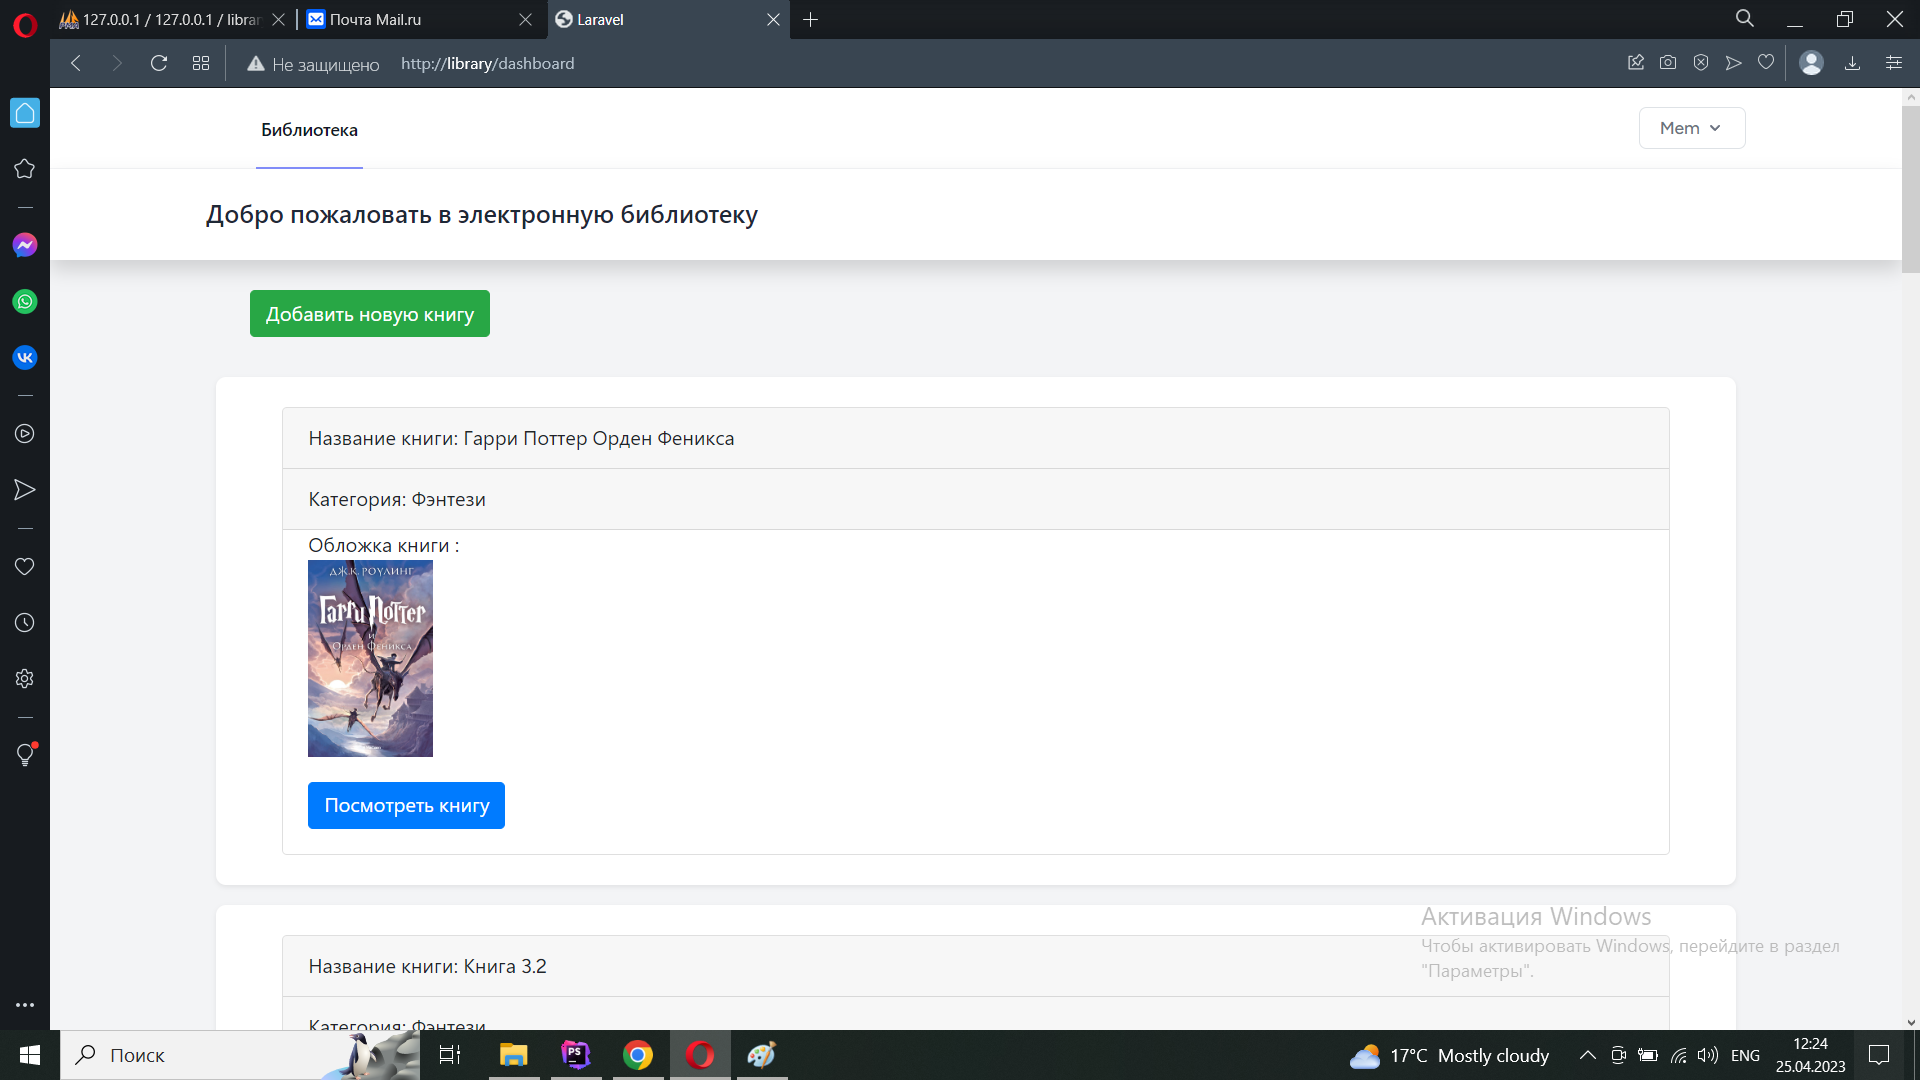 127.0.0.1 / 127.0.0.1 / librar
Почта Mail.ru
Laravel
Не защищено
http://library/dashboard
Библиотека
Mem
Добро пожаловать в электронную библиотеку
Добавить новую книгу
Название книги: Гарри Поттер Орден Феникса
Категория: Фэнтези
Обложка книги :
ДЖ.К. РОУЛИНГ
Гарри Поттер
и
Орден Феникса
Посмотреть книгу
Название книги: Книга 3.2
Категория: Фэнтези
Активация Windows
Чтобы активировать Windows, перейдите в раздел
"Параметры".
Поиск
PS
17°C Mostly cloudy
ENG
12:24
25.04.2023